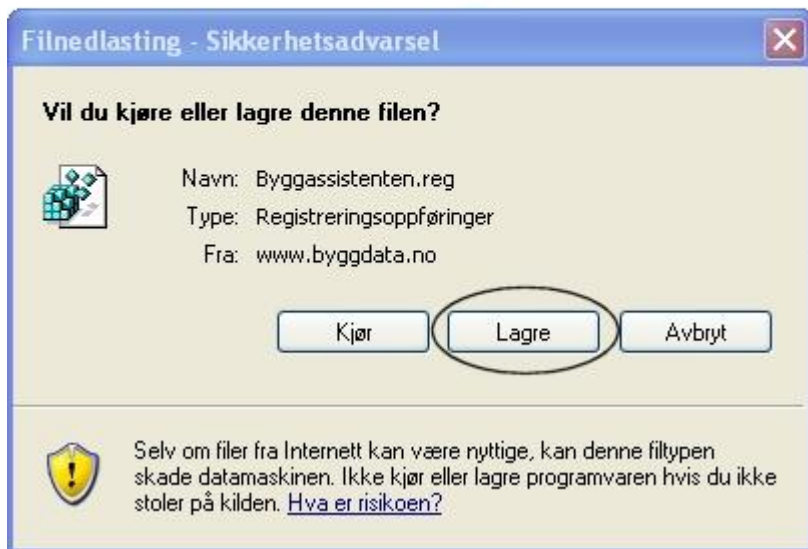 Filnedlasting - Sikkerhetsadvarsel
Vil du kjøre eller lagre denne filen?
Navn: Byggassistenten.reg
Type: Registreringsoppføringer
Fra: www.byggdata.no
Kjør Lagre Avbryt
Selv om filer fra Internett kan være nyttige, kan denne filtypen
skade datamaskinen. Ikke kjør eller lagre programvaren hvis du ikke
stoler på kilden. Hva er risikoen?